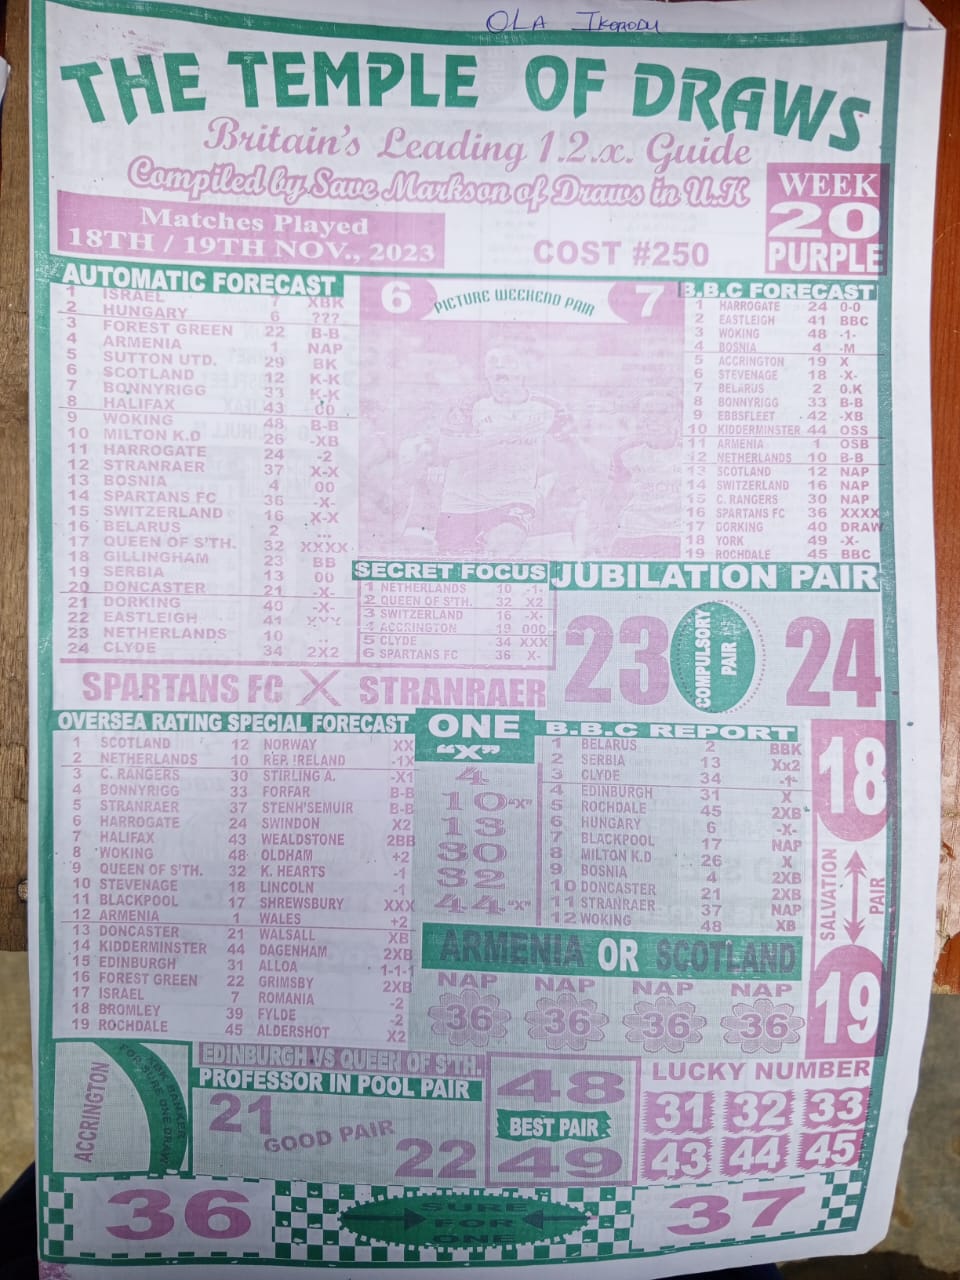 OLA IKORODU
THE TEMPLE OF DRAWS
Britain's Leading 1.2.x. Guide
Compiled by Save Markson of Draws in U.K
WEEK
20
PURPLE
Matches Played
18TH / 19TH NOV., 2023
COST #250
AUTOMATIC FORECAST
1 ISRAEL 7 XBK
2 HUNGARY 6 ???
3 FOREST GREEN 22 B-B
4 ARMENIA 1 NAP
5 SUTTON UTD. 29 BK
6 SCOTLAND 12 K-K
7 BONNYRIGG 33 K-K
8 HALIFAX 43 00
9 WOKING 48 B-B
10 MILTON K.D 26 -XB
11 HARROGATE 24 -2
12 STRANRAER 37 X-X
13 BOSNIA 4 00
14 SPARTANS FC 36 -X-
15 SWITZERLAND 16 X-X
16 BELARUS 2 ...
17 QUEEN OF S'TH. 32 XXXX
18 GILLINGHAM 23 BB
19 SERBIA 13 00
20 DONCASTER 21 -X-
21 DORKING 40 -X-
22 EASTLEIGH 41 XYX
23 NETHERLANDS 10 ..
24 CLYDE 34 2X2
6 PICTURE WEEKEND PAIR 7
B.B.C FORECAST
1 HARROGATE 24 0-0
2 EASTLEIGH 41 BBC
3 WOKING 48 -1-
4 BOSNIA 4 -M
5 ACCRINGTON 19 X
6 STEVENAGE 18 -X-
7 BELARUS 2 0.K
8 BONNYRIGG 33 B-B
9 EBBSFLEET 42 -XB
10 KIDDERMINSTER 44 OSS
11 ARMENIA 1 OSB
12 NETHERLANDS 10 B-B
13 SCOTLAND 12 NAP
14 SWITZERLAND 16 NAP
15 C. RANGERS 30 NAP
16 SPARTANS FC 36 XXXX
17 DORKING 40 DRAW
18 YORK 49 -X-
19 ROCHDALE 45 BBC
SECRET FOCUS
1 NETHERLANDS 10 -1-
2 QUEEN OF S'TH. 32 X2
3 SWITZERLAND 16 -X-
4 ACCRINGTON 19 000
5 CLYDE 34 XXX
6 SPARTANS FC 36 X-
JUBILATION PAIR
23 COMPULSORY PAIR 24
SPARTANS FC X STRANRAER
OVERSEA RATING SPECIAL FORECAST
1 SCOTLAND 12 NORWAY XX
2 NETHERLANDS 10 REP. IRELAND -1X
3 C. RANGERS 30 STIRLING A. -X1
4 BONNYRIGG 33 FORFAR B-B
5 STRANRAER 37 STENH'SEMUIR B-B
6 HARROGATE 24 SWINDON X2
7 HALIFAX 43 WEALDSTONE 2BB
8 WOKING 48 OLDHAM +2
9 QUEEN OF S'TH. 32 K. HEARTS -1
10 STEVENAGE 18 LINCOLN -1
11 BLACKPOOL 17 SHREWSBURY XXX
12 ARMENIA 1 WALES +2
13 DONCASTER 21 WALSALL XB
14 KIDDERMINSTER 44 DAGENHAM 2XB
15 EDINBURGH 31 ALLOA 1-1-1
16 FOREST GREEN 22 GRIMSBY 2XB
17 ISRAEL 7 ROMANIA -2
18 BROMLEY 39 FYLDE -2
19 ROCHDALE 45 ALDERSHOT X2
ONE
"X"
4
10 "X"
13
30
32
44 "X"
B.B.C REPORT
1 BELARUS 2 BBK
2 SERBIA 13 Xx2
3 CLYDE 34 -1-
4 EDINBURGH 31 X
5 ROCHDALE 45 2XB
6 HUNGARY 6 -X-
7 BLACKPOOL 17 NAP
8 MILTON K.D 26 X
9 BOSNIA 4 2XB
10 DONCASTER 21 2XB
11 STRANRAER 37 NAP
12 WOKING 48 XB
18
SALVATION PAIR
19
ARMENIA OR SCOTLAND
NAP NAP NAP NAP
36 36 36 36
ACCRINGTON
FOR SURE ONE DRAW
EDINBURGH VS QUEEN OF S'TH.
PROFESSOR IN POOL PAIR
21 GOOD PAIR 22
48
BEST PAIR
49
LUCKY NUMBER
31 32 33
43 44 45
36 SURE FOR ONE 37